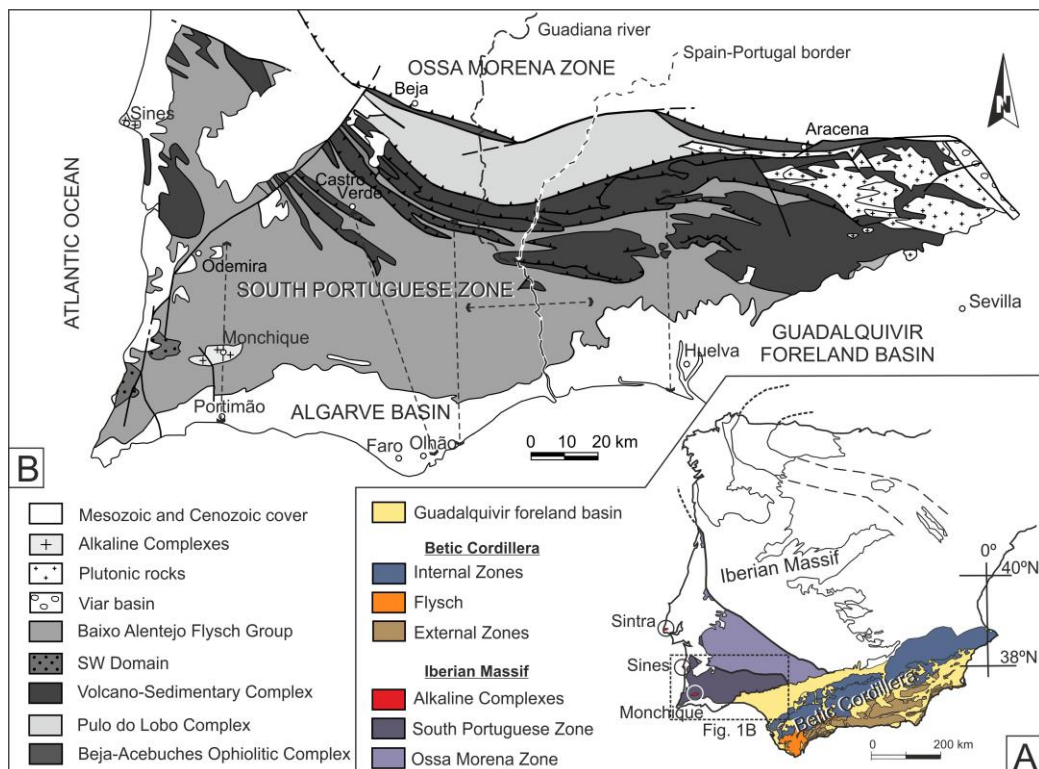 Guadiana river
Spain-Portugal border
OSSA MORENA ZONE
Beja
N
Sines
Aracena
ATLANTIC OCEAN
Castro
Verde
Odemira
SOUTH PORTUGUESE ZONE
Sevilla
Monchique
GUADALQUIVIR
FORELAND BASIN
Huelva
Portimão
ALGARVE BASIN
Faro
Olhão
0 10 20 km
B
Mesozoic and Cenozoic cover
Alkaline Complexes
Plutonic rocks
Viar basin
Baixo Alentejo Flysch Group
SW Domain
Volcano-Sedimentary Complex
Pulo do Lobo Complex
Beja-Acebuches Ophiolitic Complex
Guadalquivir foreland basin
Betic Cordillera
Internal Zones
Flysch
External Zones
Iberian Massif
Alkaline Complexes
South Portuguese Zone
Ossa Morena Zone
Iberian Massif
0º
40ºN
Sintra
38ºN
Sines
Monchique
Betic Cordillera
Fig. 1B
0 200 km
A